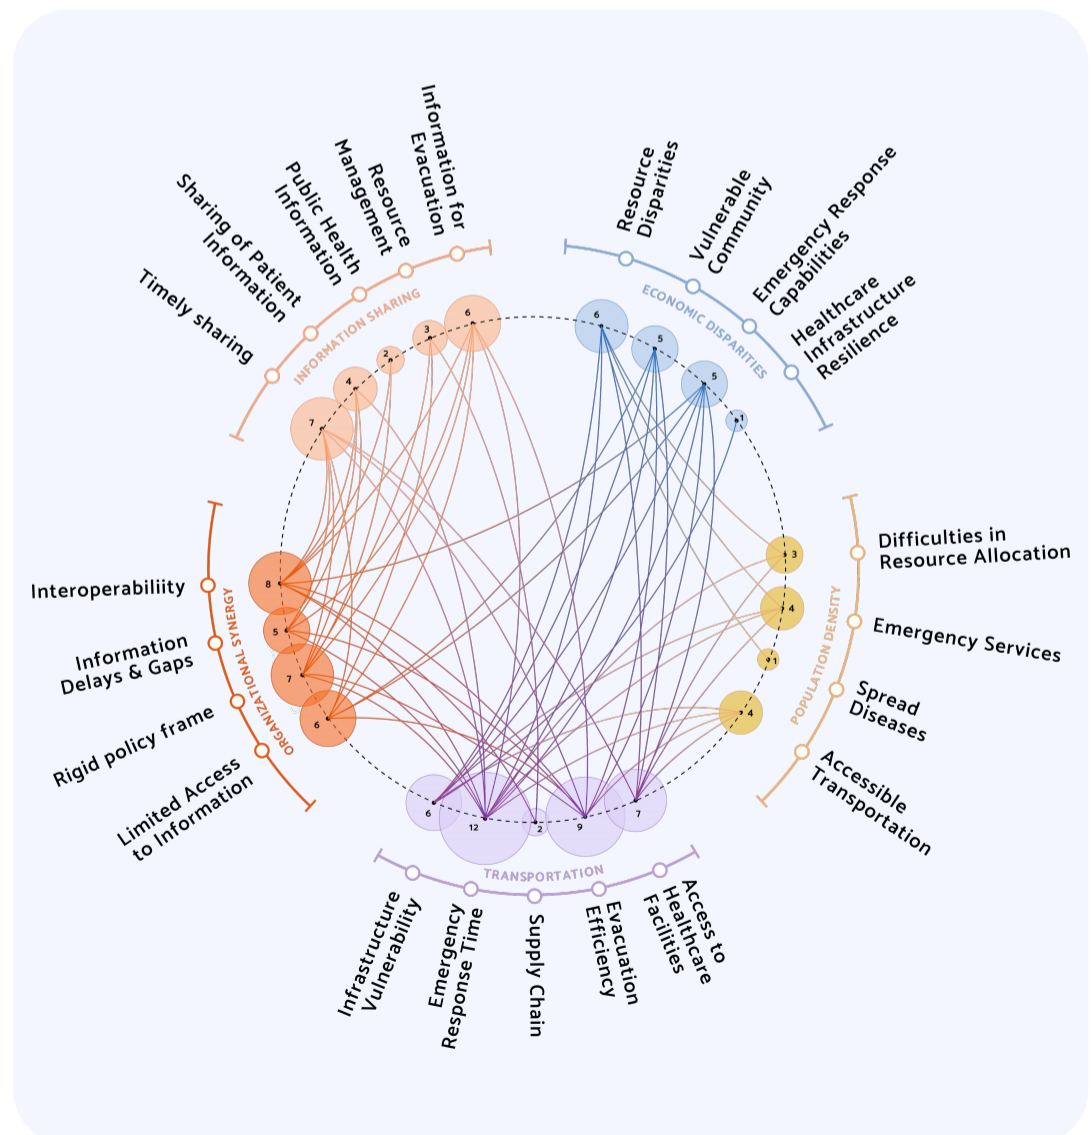 Information for
Evacuation
Resource
Management
Public Health
Information
Sharing of Patient
Information
Timely sharing
INFORMATION SHARING
6
3
2
4
7
Resource
Disparities
Vulnerable
Community
Emergency Response
Capabilities
Healthcare
Infrastructure
Resilience
ECONOMIC DISPARITIES
6
5
5
1
Difficulties in
Resource Allocation
Emergency Services
Spread
Diseases
Accessible
Transportation
POPULATION DENSITY
3
4
1
4
Interoperabiliity
Information
Delays & Gaps
Rigid policy frame
Limited Access
to Information
ORGANIZATIONAL SYNERGY
8
5
7
6
6
12
2
9
7
TRANSPORTATION
Infrastructure
Vulnerability
Emergency
Response Time
Supply Chain
Evacuation
Efficiency
Access to
Healthcare
Facilities